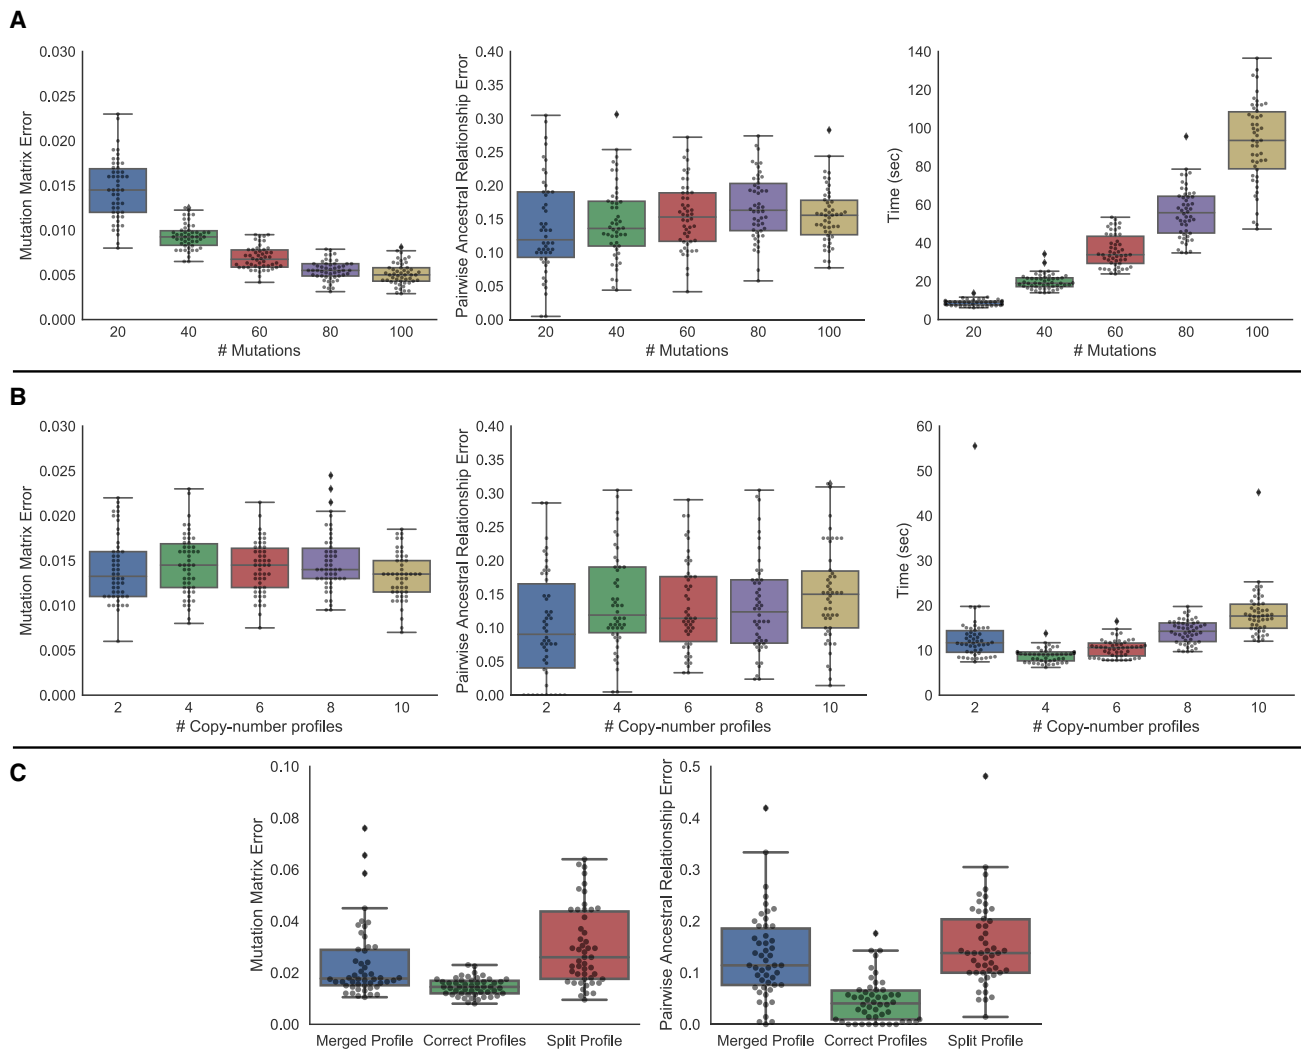 A
Mutation Matrix Error
0.030
0.025
0.020
0.015
0.010
0.005
0.000
20 40 60 80 100
# Mutations
Pairwise Ancestral Relationship Error
0.40
0.35
0.30
0.25
0.20
0.15
0.10
0.05
0.00
20 40 60 80 100
# Mutations
Time (sec)
140
120
100
80
60
40
20
0
20 40 60 80 100
# Mutations
B
Mutation Matrix Error
0.030
0.025
0.020
0.015
0.010
0.005
0.000
2 4 6 8 10
# Copy-number profiles
Pairwise Ancestral Relationship Error
0.40
0.35
0.30
0.25
0.20
0.15
0.10
0.05
0.00
2 4 6 8 10
# Copy-number profiles
Time (sec)
60
50
40
30
20
10
0
2 4 6 8 10
# Copy-number profiles
C
Mutation Matrix Error
0.10
0.08
0.06
0.04
0.02
0.00
Merged Profile Correct Profiles Split Profile
Pairwise Ancestral Relationship Error
0.5
0.4
0.3
0.2
0.1
0.0
Merged Profile Correct Profiles Split Profile